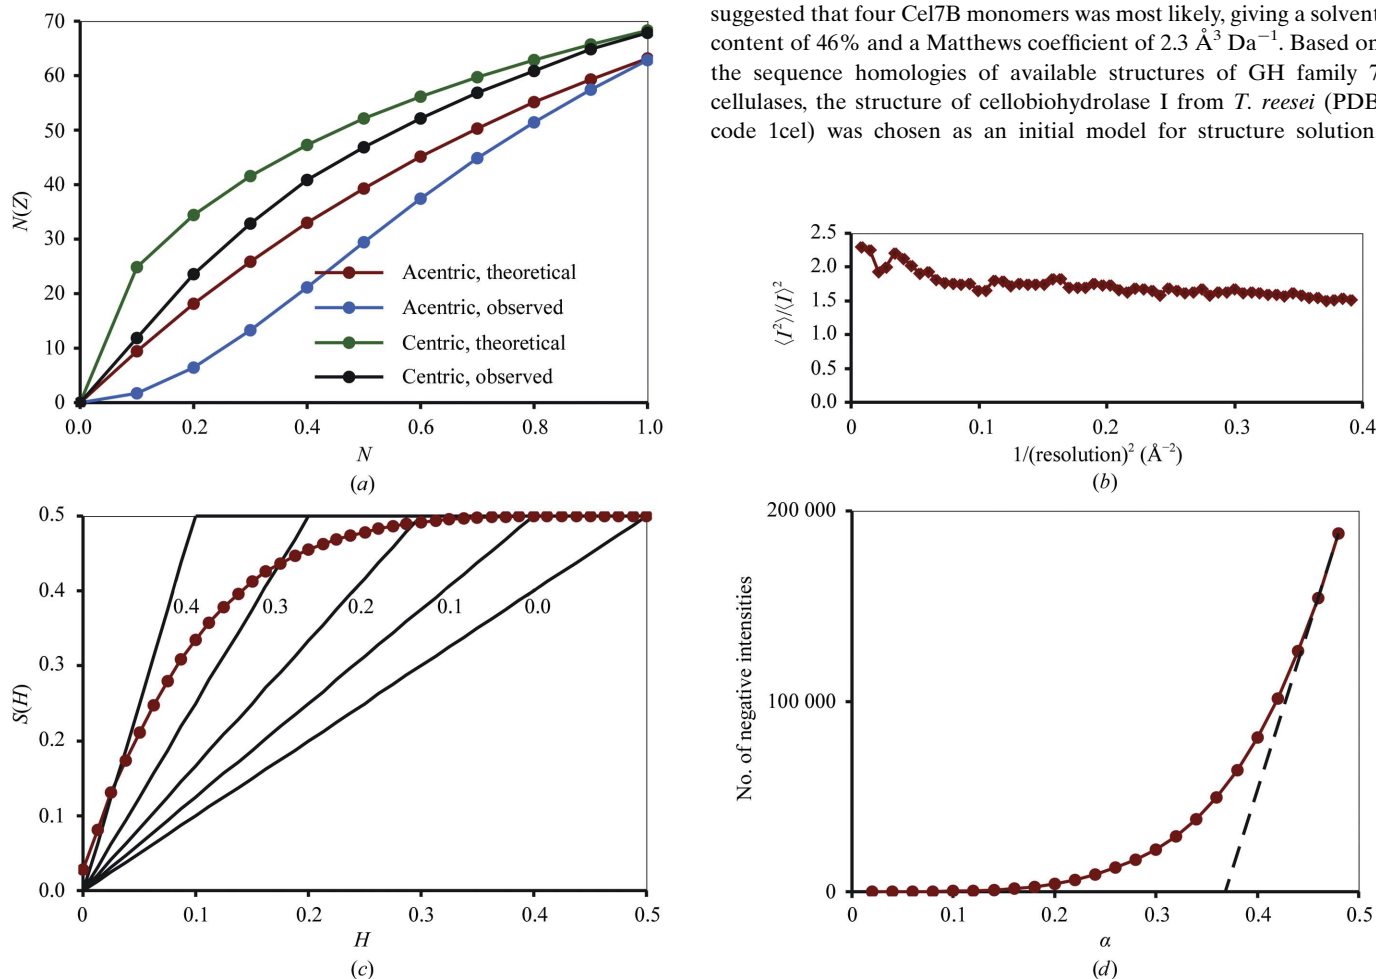 suggested that four Cel7B monomers was most likely, giving a solvent
content of 46% and a Matthews coefficient of 2.3 Å³ Da⁻¹. Based on
the sequence homologies of available structures of GH family 7
cellulases, the structure of cellobiohydrolase I from T. reesei (PDB
code 1cel) was chosen as an initial model for structure solution
70
60
50
40
30
20
10
0
N(Z)
Acentric, theoretical
Acentric, observed
Centric, theoretical
Centric, observed
0.0 0.2 0.4 0.6 0.8 1.0
N
(a)
2.5
2.0
1.5
1.0
0.5
0.0
⟨I²⟩/⟨I⟩²
0 0.1 0.2 0.3 0.4
1/(resolution)² (Å⁻²)
(b)
0.5
0.4
0.3
0.2
0.1
0.0
S(H)
0.4 0.3 0.2 0.1 0.0
0 0.1 0.2 0.3 0.4 0.5
H
(c)
200 000
100 000
0
No. of negative intensities
0 0.1 0.2 0.3 0.4 0.5
α
(d)